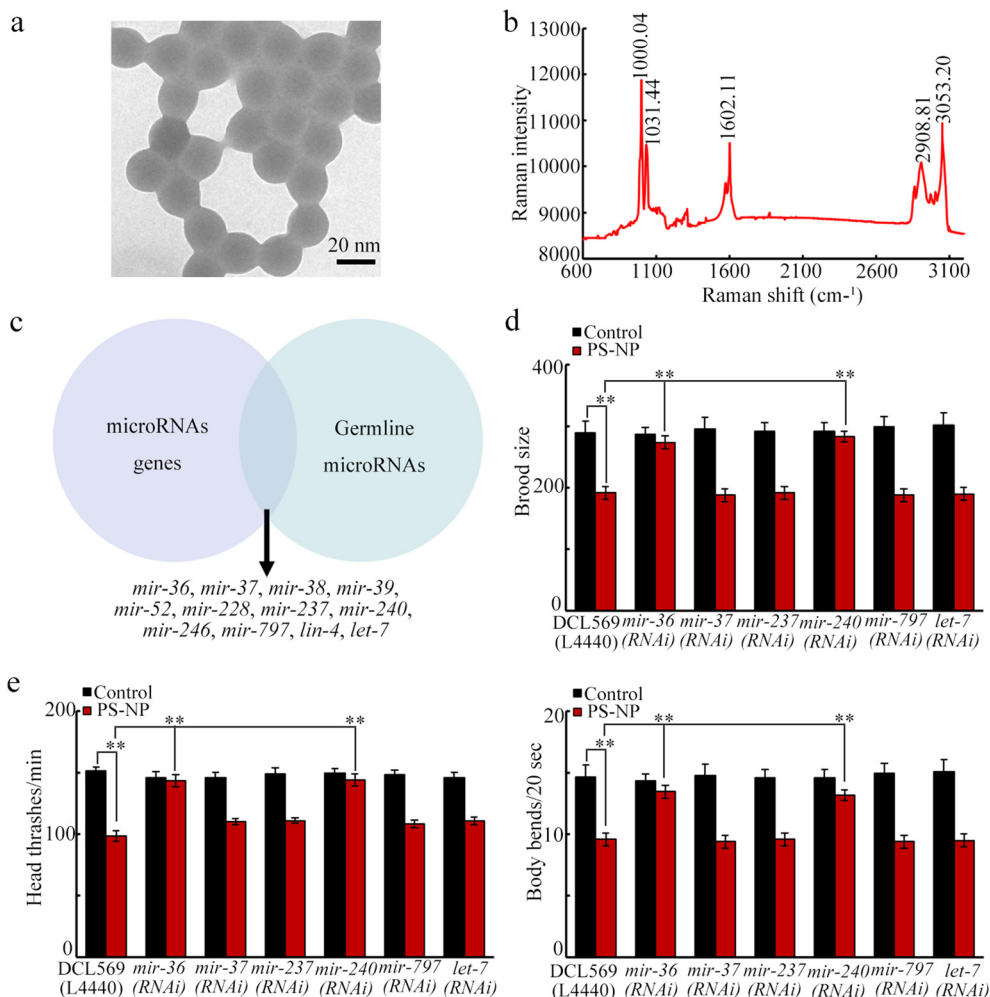 a
20 nm
b
13000
12000
11000
10000
9000
8000
Raman intensity
1000.04
1031.44
1602.11
2908.81
3053.20
600
1100
1600
2100
2600
3100
Raman shift (cm-¹)
c
microRNAs
genes
Germline
microRNAs
mir-36, mir-37, mir-38, mir-39,
mir-52, mir-228, mir-237, mir-240,
mir-246, mir-797, lin-4, let-7
d
Control
PS-NP
400
200
0
Brood size
**
**
**
DCL569
(L4440)
mir-36
(RNAi)
mir-37
(RNAi)
mir-237
(RNAi)
mir-240
(RNAi)
mir-797
(RNAi)
let-7
(RNAi)
e
Control
PS-NP
200
100
0
Head thrashes/min
**
**
**
DCL569
(L4440)
mir-36
(RNAi)
mir-37
(RNAi)
mir-237
(RNAi)
mir-240
(RNAi)
mir-797
(RNAi)
let-7
(RNAi)
Control
PS-NP
20
10
0
Body bends/20 sec
**
**
**
DCL569
(L4440)
mir-36
(RNAi)
mir-37
(RNAi)
mir-237
(RNAi)
mir-240
(RNAi)
mir-797
(RNAi)
let-7
(RNAi)